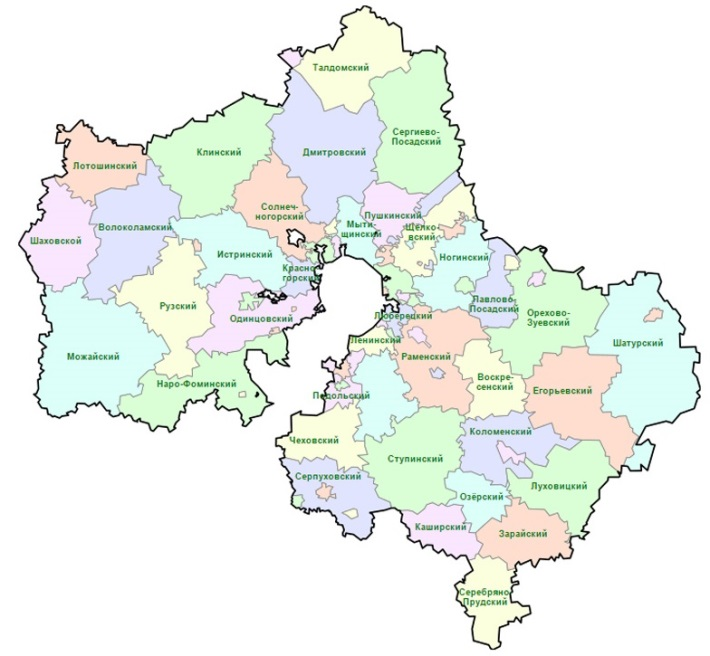 Талдомский
Сергиево-
Посадский
Дмитровский
Клинский
Лотошинский
Солнеч-
ногорский
Пушкинский
Мыти-
щинский
Щёлко-
вский
Шаховской
Волоколамский
Истринский
Красно-
горский
Ногинский
Павлово-
Посадский
Орехово-
Зуевский
Рузский
Одинцовский
Люберецкий
Ленинский
Раменский
Шатурский
Можайский
Наро-Фоминский
Подольский
Воскре-
сенский
Егорьевский
Чеховский
Коломенский
Ступинский
Серпуховский
Озёрский
Луховицкий
Каширский
Зарайский
Серебряно-
Прудский